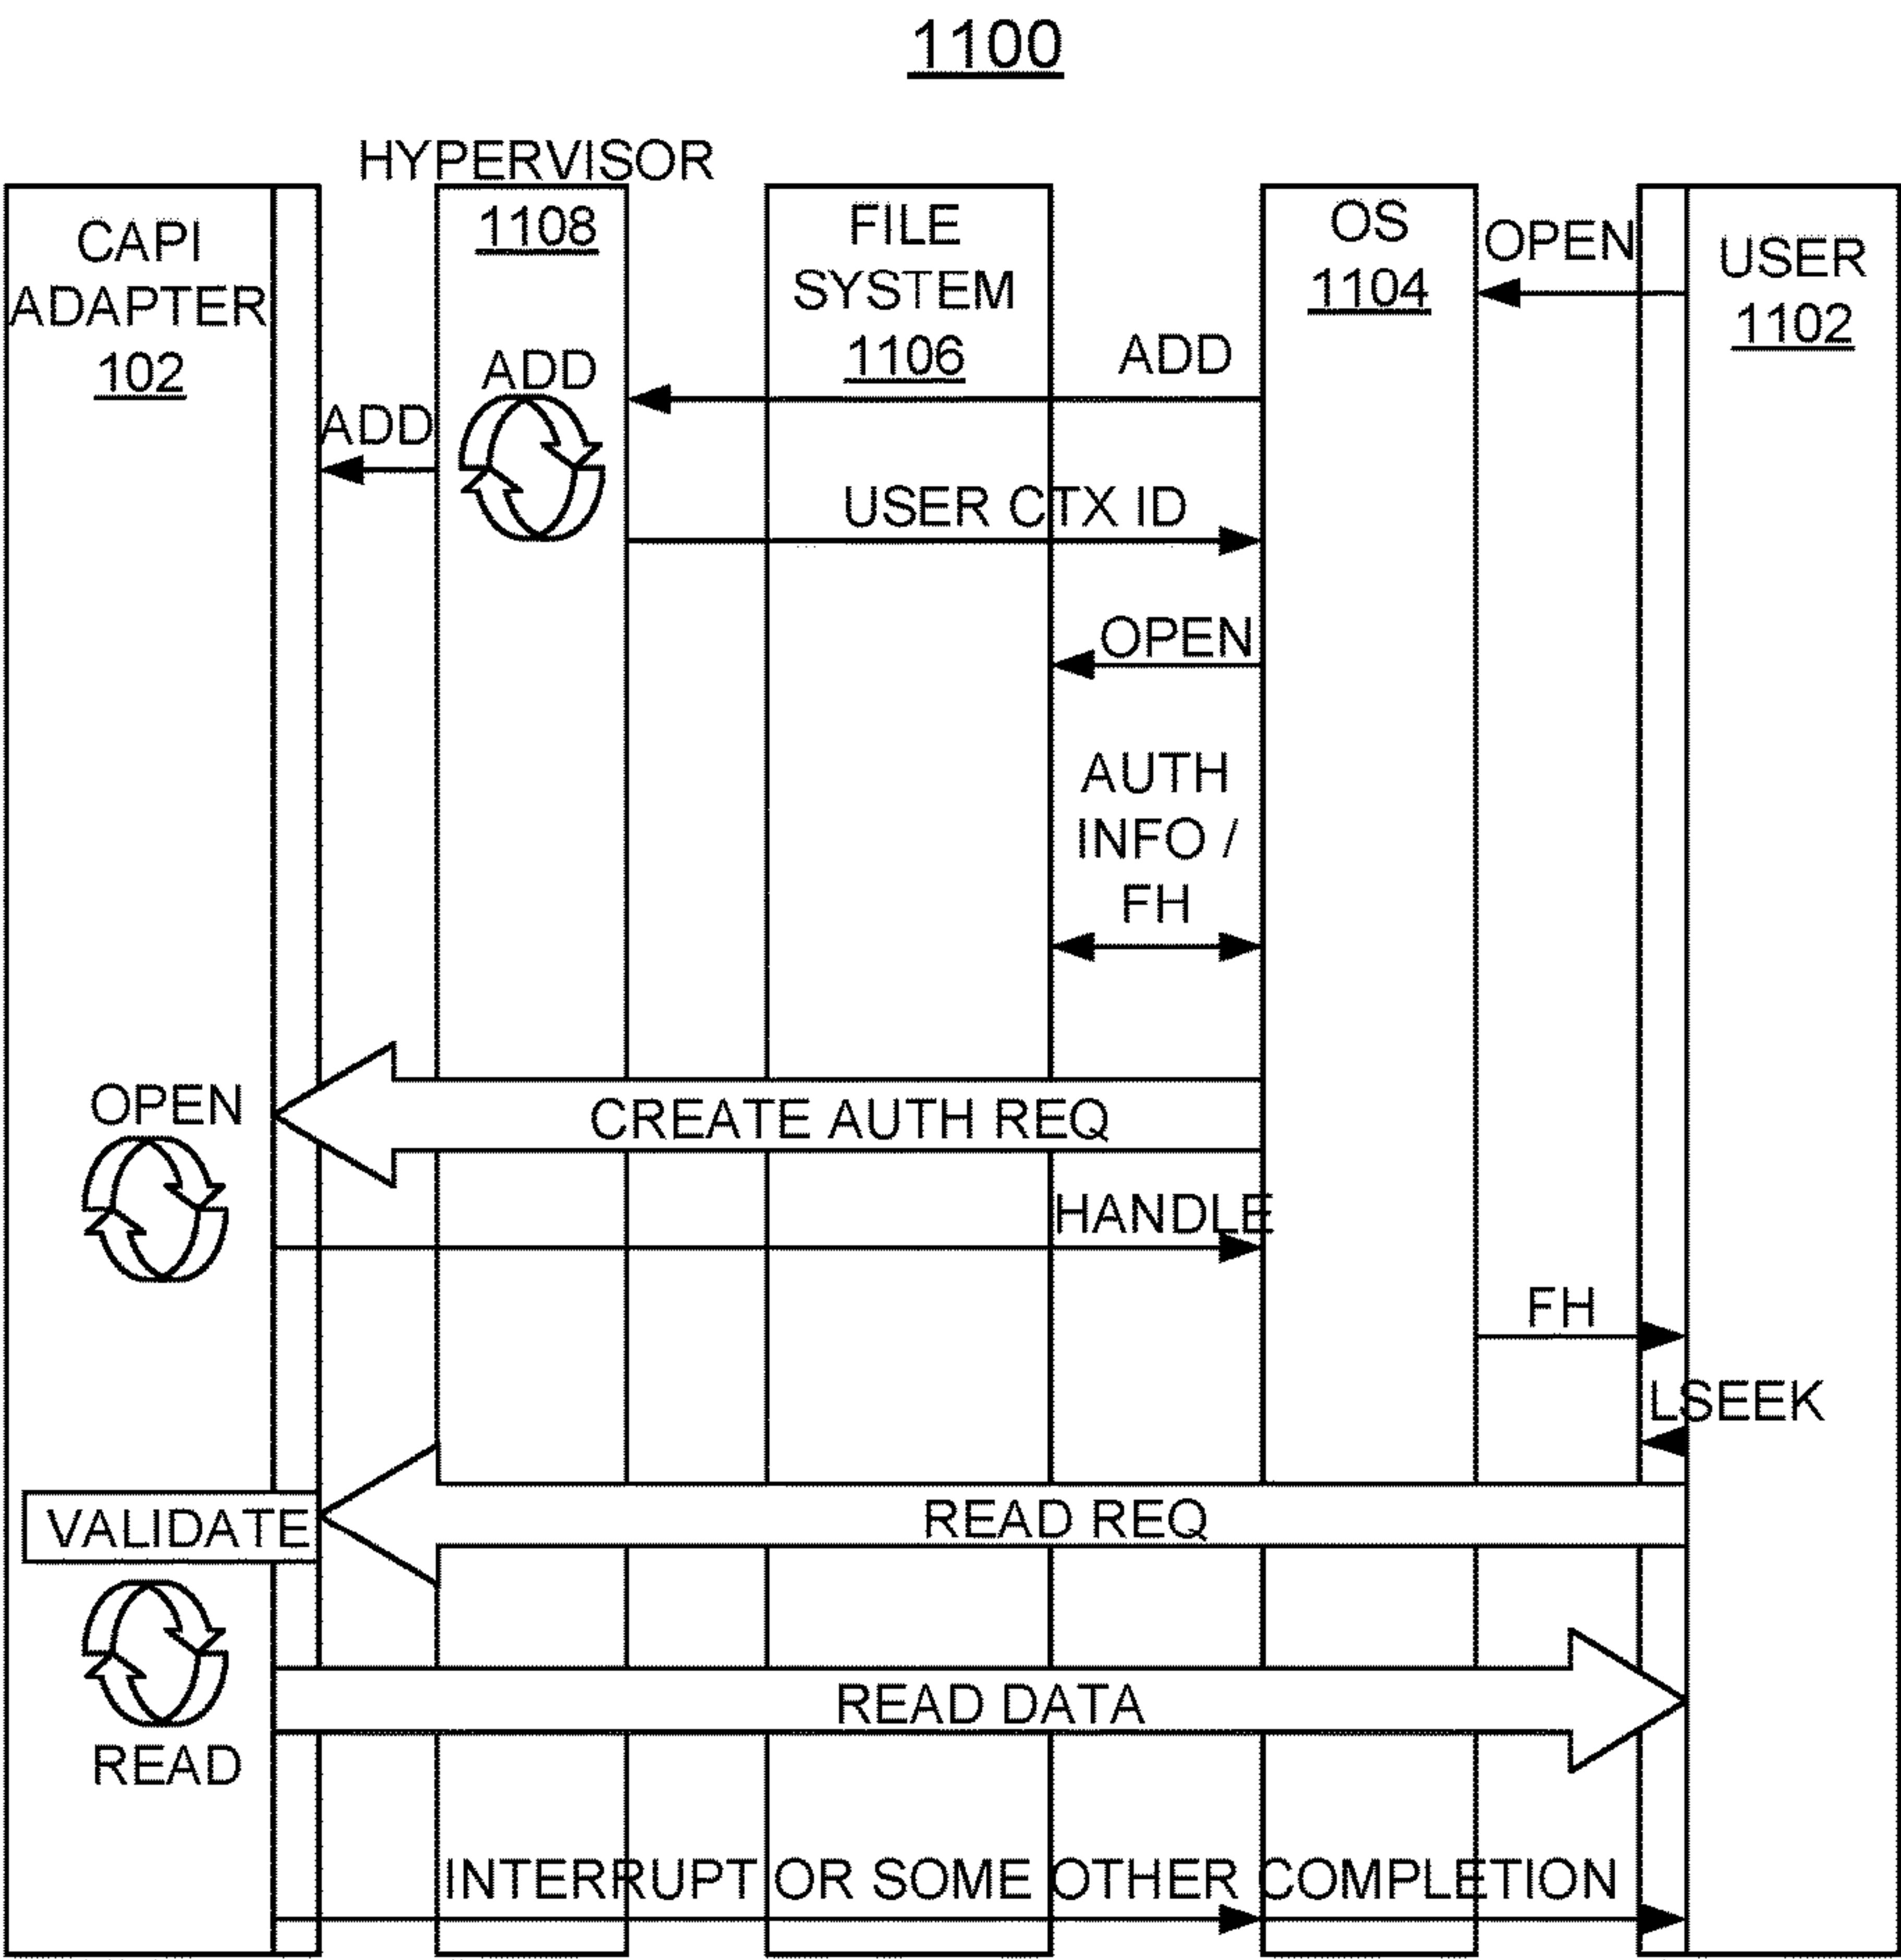 1100
HYPERVISOR
1108
CAPI
ADAPTER
102
FILE
SYSTEM
1106
OS
1104
OPEN
USER
1102
ADD
ADD
ADD
USER CTX ID
OPEN
AUTH
INFO /
FH
OPEN
CREATE AUTH REQ
HANDLE
FH
LSEEK
READ REQ
VALIDATE
READ DATA
READ
INTERRUPT OR SOME OTHER COMPLETION